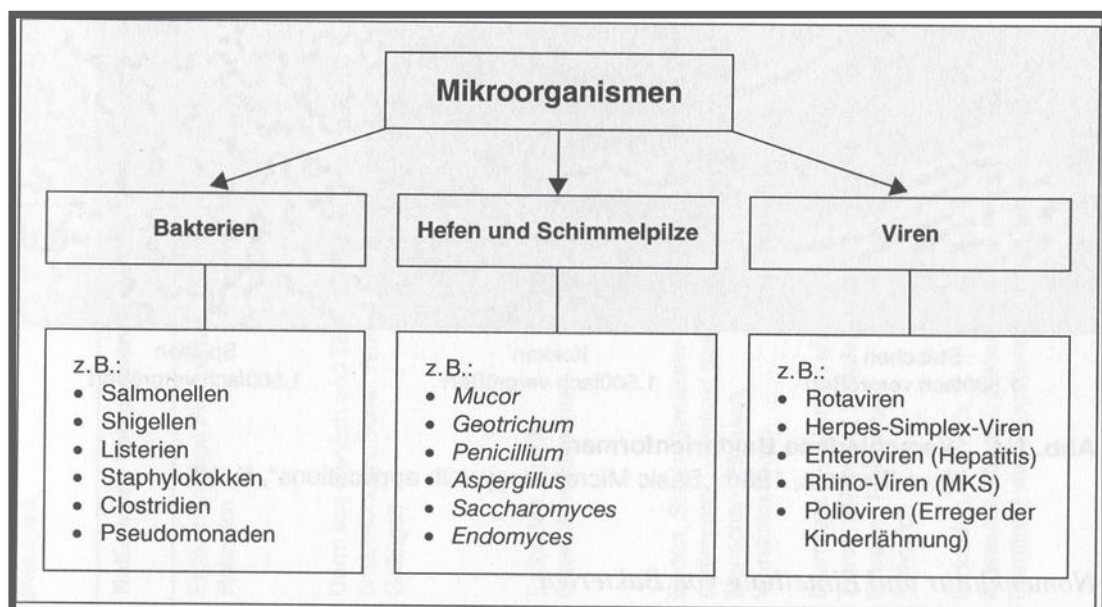 Mikroorganismen
Bakterien
Hefen und Schimmelpilze
Viren
z.B.:
• Salmonellen
• Shigellen
• Listerien
• Staphylokokken
• Clostridien
• Pseudomonaden
z.B.:
• Mucor
• Geotrichum
• Penicillium
• Aspergillus
• Saccharomyces
• Endomyces
z.B.:
• Rotaviren
• Herpes-Simplex-Viren
• Enteroviren (Hepatitis)
• Rhino-Viren (MKS)
• Polioviren (Erreger der
Kinderlähmung)